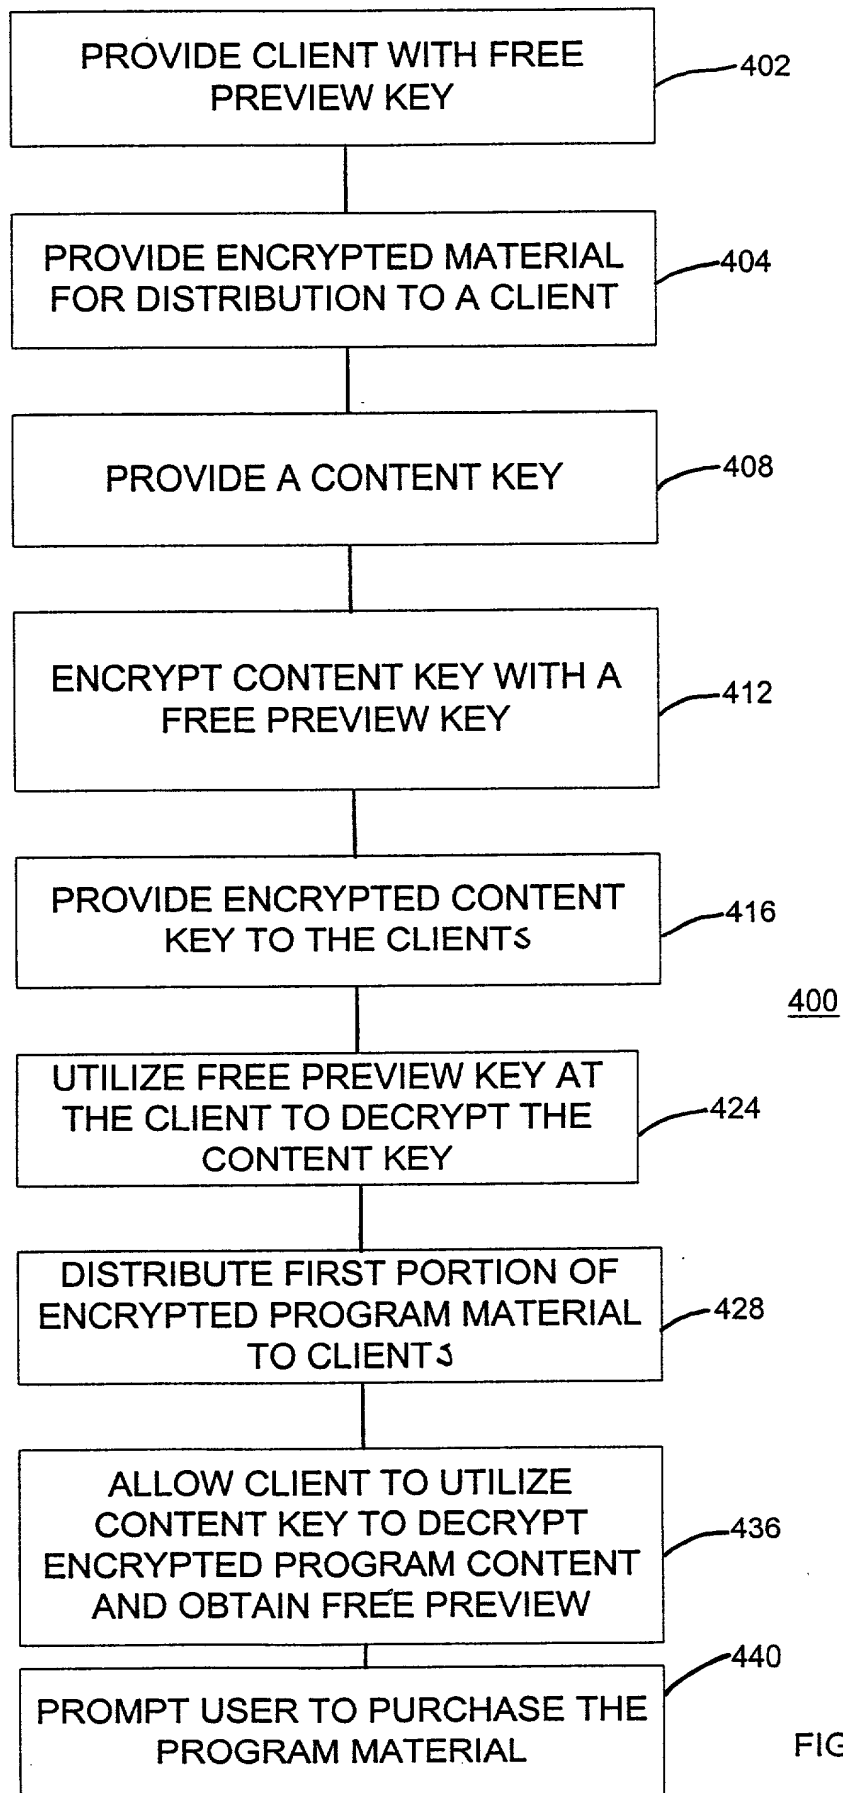 PROVIDE CLIENT WITH FREE
PREVIEW KEY
402
PROVIDE ENCRYPTED MATERIAL
FOR DISTRIBUTION TO A CLIENT
404
PROVIDE A CONTENT KEY
408
ENCRYPT CONTENT KEY WITH A
FREE PREVIEW KEY
412
PROVIDE ENCRYPTED CONTENT
KEY TO THE CLIENTS
416
400
UTILIZE FREE PREVIEW KEY AT
THE CLIENT TO DECRYPT THE
CONTENT KEY
424
DISTRIBUTE FIRST PORTION OF
ENCRYPTED PROGRAM MATERIAL
TO CLIENTS
428
ALLOW CLIENT TO UTILIZE
CONTENT KEY TO DECRYPT
ENCRYPTED PROGRAM CONTENT
AND OBTAIN FREE PREVIEW
436
440
PROMPT USER TO PURCHASE THE
PROGRAM MATERIAL
FIG